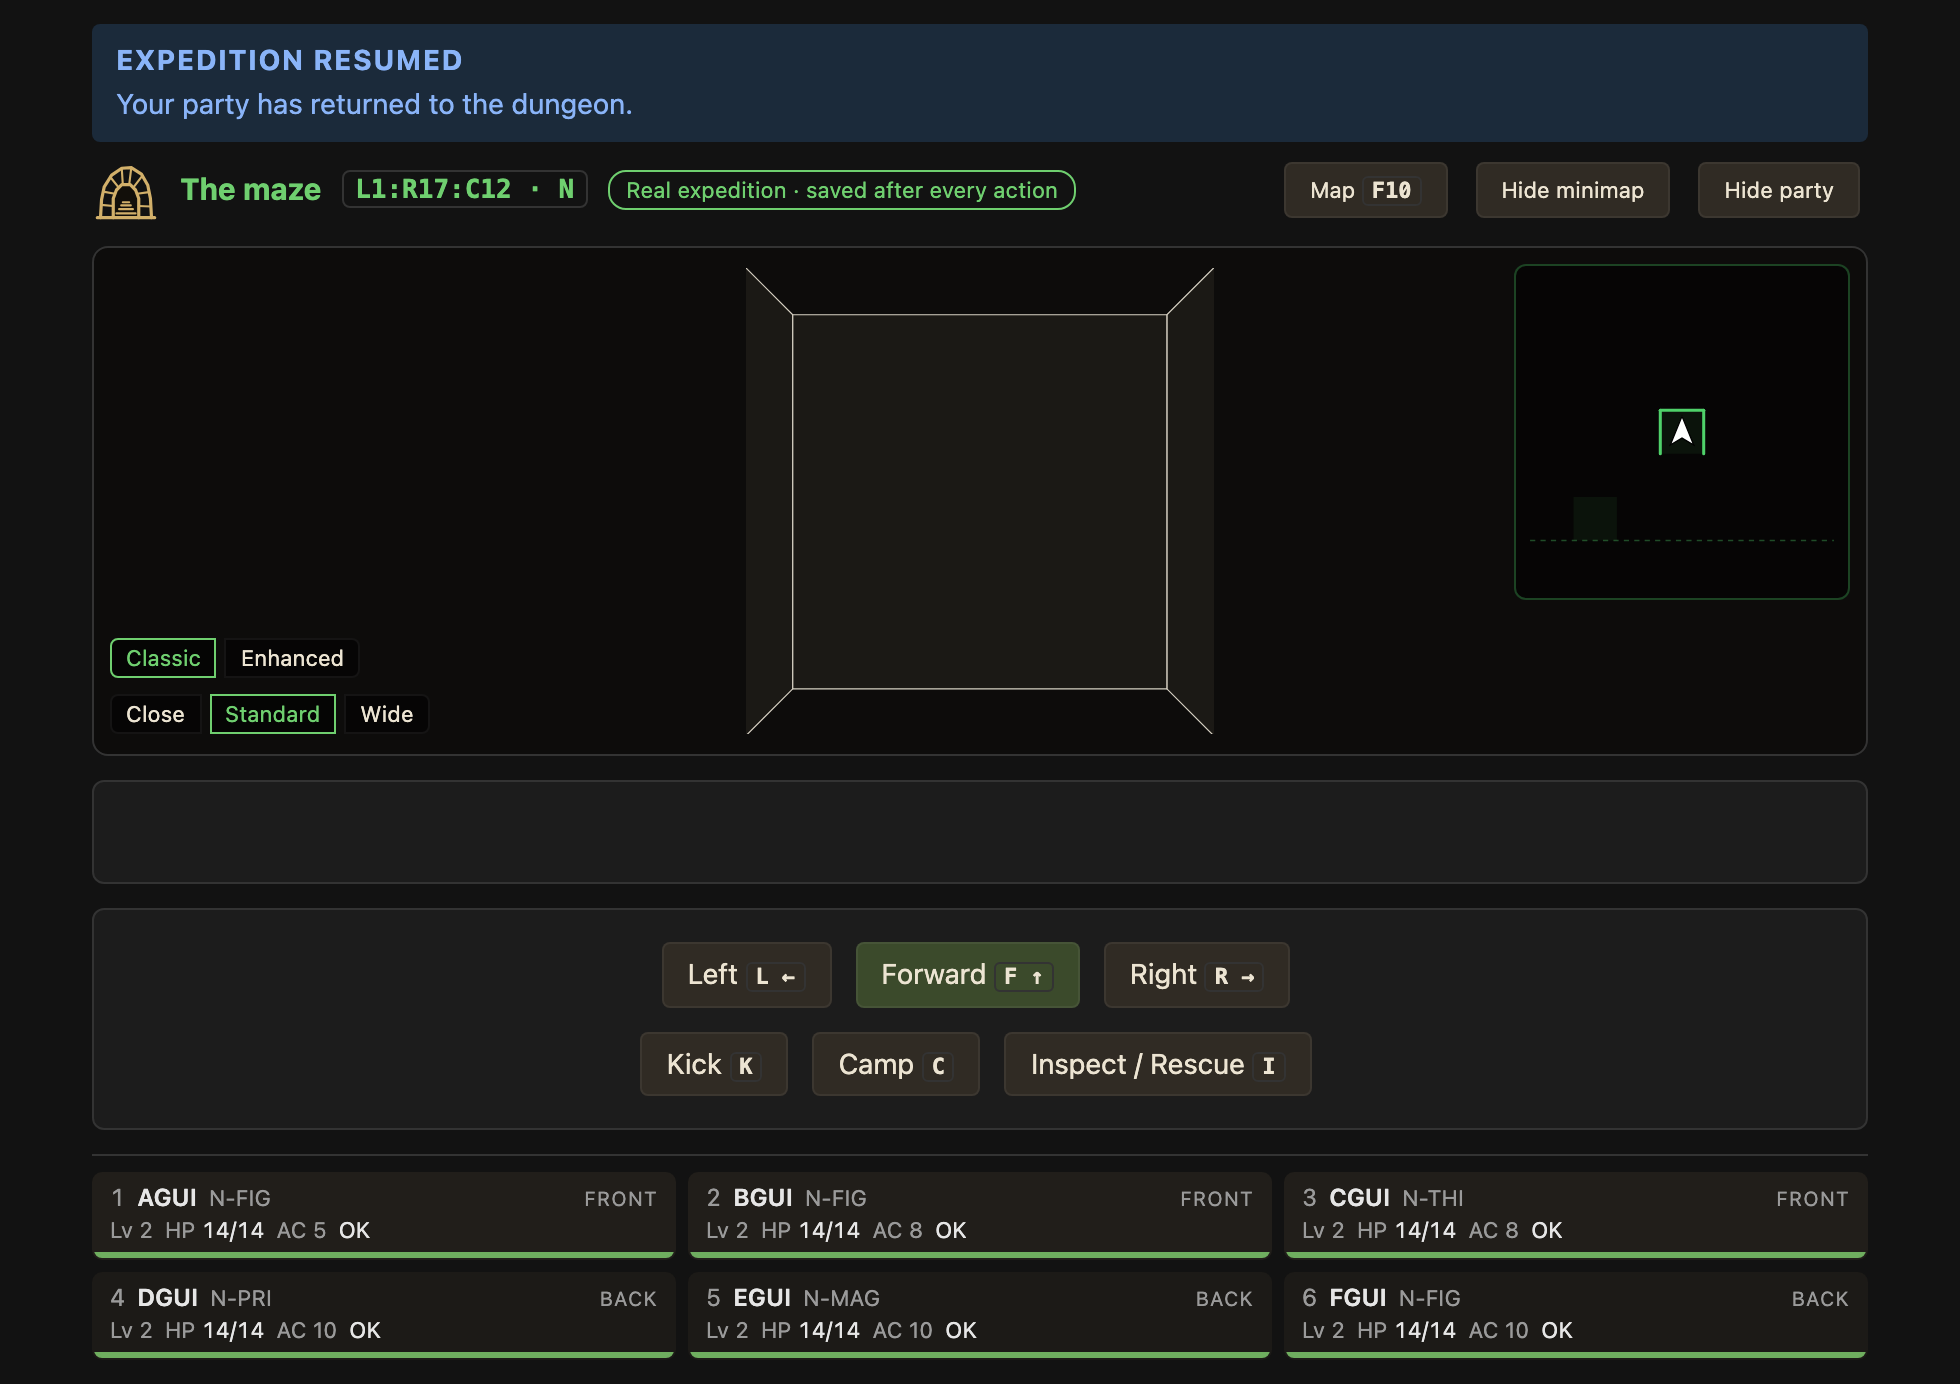 EXPEDITION RESUMED
Your party has returned to the dungeon.
The maze L1:R17:C12 · N Real expedition · saved after every action Map F10 Hide minimap Hide party
Classic Enhanced
Close Standard Wide
Left L ← Forward F ↑ Right R →
Kick K Camp C Inspect / Rescue I
1 AGUI N-FIG FRONT 2 BGUI N-FIG FRONT 3 CGUI N-THI FRONT
Lv 2 HP 14/14 AC 5 OK Lv 2 HP 14/14 AC 8 OK Lv 2 HP 14/14 AC 8 OK
4 DGUI N-PRI BACK 5 EGUI N-MAG BACK 6 FGUI N-FIG BACK
Lv 2 HP 14/14 AC 10 OK Lv 2 HP 14/14 AC 10 OK Lv 2 HP 14/14 AC 10 OK